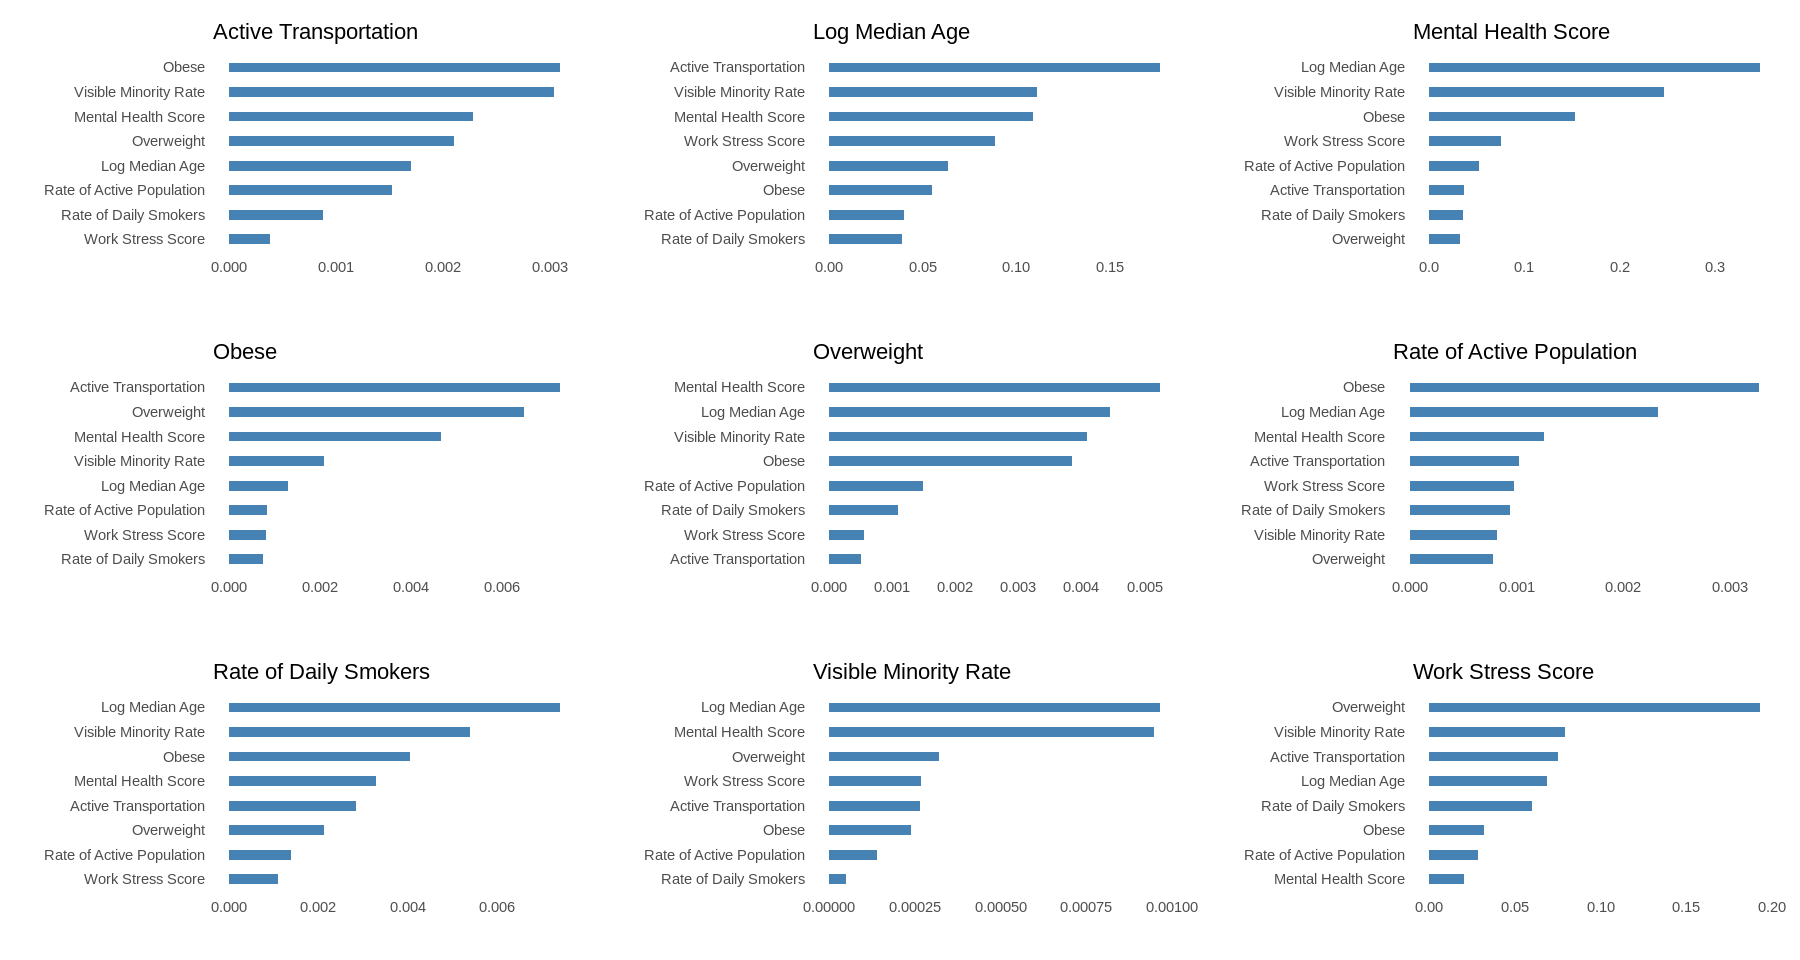 Active Transportation
Obese
Visible Minority Rate
Mental Health Score
Overweight
Log Median Age
Rate of Active Population
Rate of Daily Smokers
Work Stress Score
0.000 0.001 0.002 0.003
Log Median Age
Active Transportation
Visible Minority Rate
Mental Health Score
Work Stress Score
Overweight
Obese
Rate of Active Population
Rate of Daily Smokers
0.00 0.05 0.10 0.15
Mental Health Score
Log Median Age
Visible Minority Rate
Obese
Work Stress Score
Rate of Active Population
Active Transportation
Rate of Daily Smokers
Overweight
0.0 0.1 0.2 0.3
Obese
Active Transportation
Overweight
Mental Health Score
Visible Minority Rate
Log Median Age
Rate of Active Population
Work Stress Score
Rate of Daily Smokers
0.000 0.002 0.004 0.006
Overweight
Mental Health Score
Log Median Age
Visible Minority Rate
Obese
Rate of Active Population
Rate of Daily Smokers
Work Stress Score
Active Transportation
0.000 0.001 0.002 0.003 0.004 0.005
Rate of Active Population
Obese
Log Median Age
Mental Health Score
Active Transportation
Work Stress Score
Rate of Daily Smokers
Visible Minority Rate
Overweight
0.000 0.001 0.002 0.003
Rate of Daily Smokers
Log Median Age
Visible Minority Rate
Obese
Mental Health Score
Active Transportation
Overweight
Rate of Active Population
Work Stress Score
0.000 0.002 0.004 0.006
Visible Minority Rate
Log Median Age
Mental Health Score
Overweight
Work Stress Score
Active Transportation
Obese
Rate of Active Population
Rate of Daily Smokers
0.00000 0.00025 0.00050 0.00075 0.00100
Work Stress Score
Overweight
Visible Minority Rate
Active Transportation
Log Median Age
Rate of Daily Smokers
Obese
Rate of Active Population
Mental Health Score
0.00 0.05 0.10 0.15 0.20